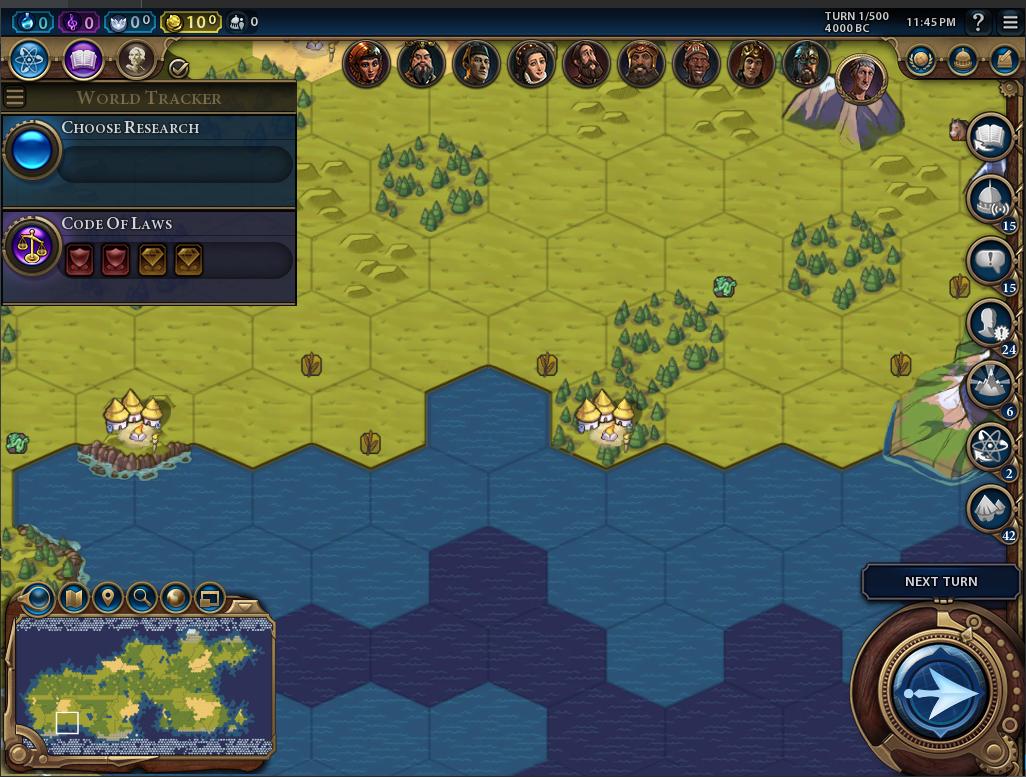 0 0 0 0 10 0 0
TURN 1/500
4000 BC
11:45 PM
?
WORLD TRACKER
CHOOSE RESEARCH
CODE OF LAWS
15
15
24
6
2
42
NEXT TURN